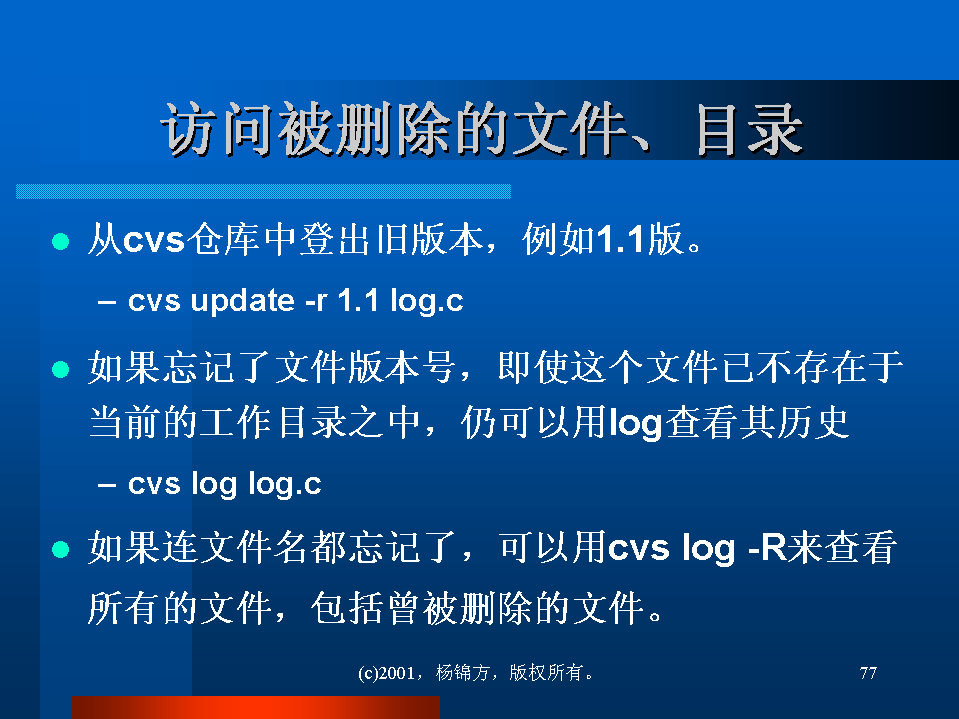 访问被删除的文件、目录
从cvs仓库中登出旧版本，例如1.1版。
– cvs update -r 1.1 log.c
如果忘记了文件版本号，即使这个文件已不存在于
当前的工作目录之中，仍可以用log查看其历史
– cvs log log.c
如果连文件名都忘记了，可以用cvs log -R来查看
所有的文件，包括曾被删除的文件。
(c)2001，杨锦方，版权所有。
77